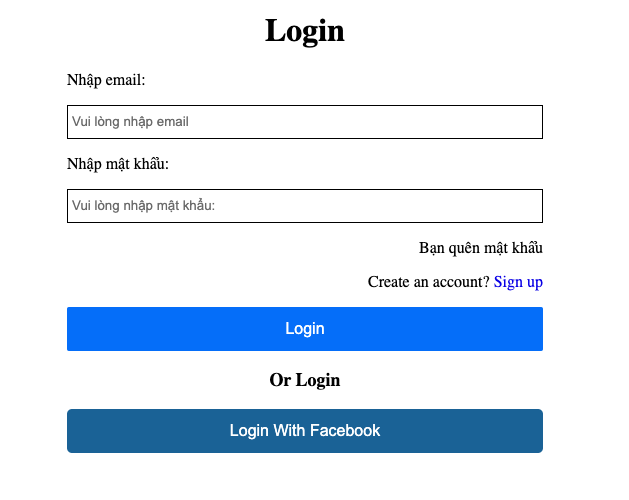 Login
Nhập email:
Vui lòng nhập email
Nhập mật khẩu:
Vui lòng nhập mật khẩu:
Bạn quên mật khẩu
Create an account? Sign up
Login
Or Login
Login With Facebook